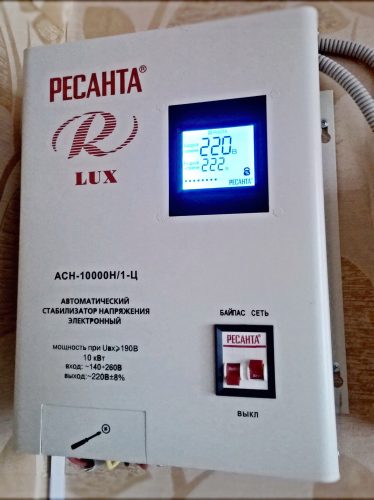 РЕСАНТА®
R
LUX
220 В
222
РЕСАНТА
АСН-10000Н/1-Ц
АВТОМАТИЧЕСКИЙ
СТАБИЛИЗАТОР НАПРЯЖЕНИЯ
ЭЛЕКТРОННЫЙ
мощность при Uвх⩾190В
10 кВт
вход: ~140÷260В
выход:~220В±8%
БАЙПАС СЕТЬ
РЕСАНТА
ВЫКЛ